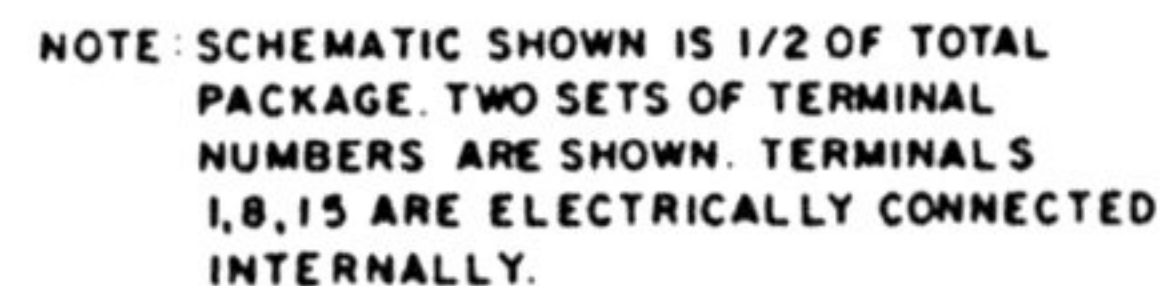 NOTE: SCHEMATIC SHOWN IS 1/2 OF TOTAL
PACKAGE. TWO SETS OF TERMINAL
NUMBERS ARE SHOWN. TERMINALS
1,8,15 ARE ELECTRICALLY CONNECTED
INTERNALLY.